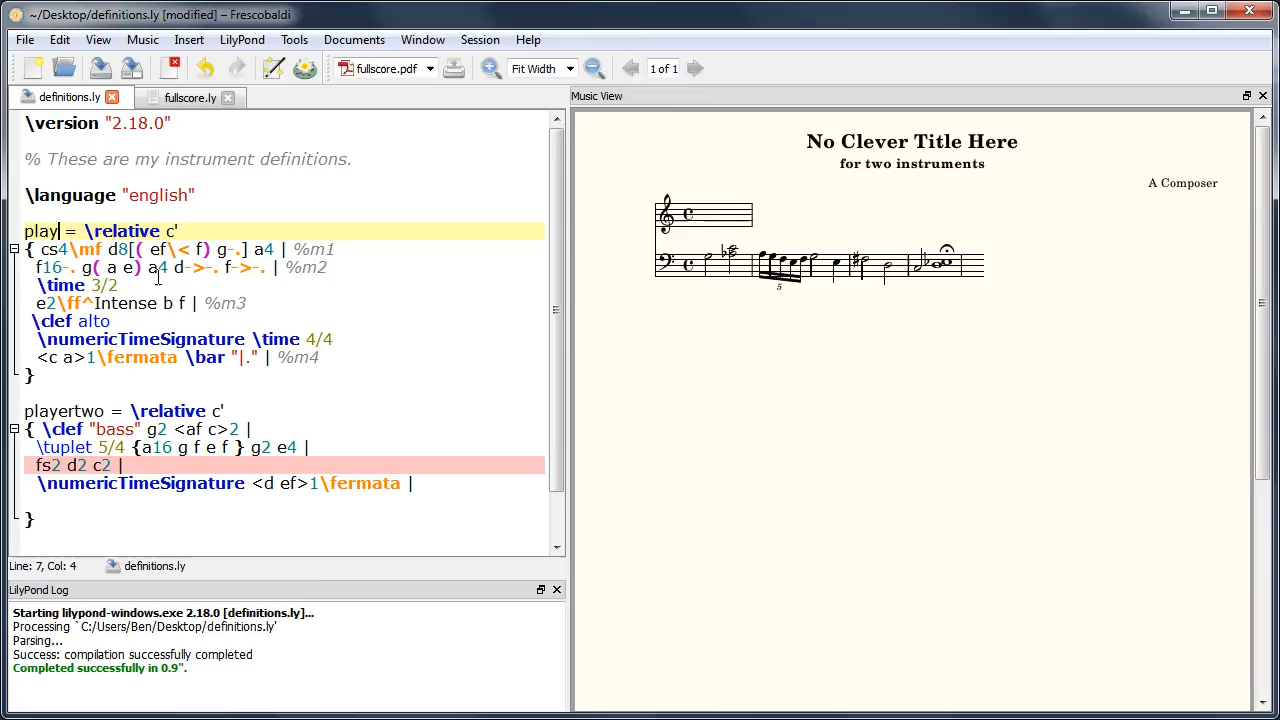 ~/Desktop/definitions.ly [modified] – Frescobaldi
File Edit View Music Insert LilyPond Tools Documents Window Session Help
fullscore.pdf Fit Width 1 of 1
definitions.ly fullscore.ly
\version "2.18.0"
% These are my instrument definitions.
\language "english"
play = \relative c'
{ cs4\mf d8[( ef\< f) g-.] a4 | %m1
f16-. g( a e) a4 d->-. f->-. | %m2
\time 3/2
e2\ff^Intense b f | %m3
\clef alto
\numericTimeSignature \time 4/4
<c a>1\fermata \bar "|." | %m4
}
playertwo = \relative c'
{ \clef "bass" g2 <af c>2 |
\tuplet 5/4 {a16 g f e f } g2 e4 |
fs2 d2 c2 |
\numericTimeSignature <d ef>1\fermata |
}
Line: 7, Col: 4 definitions.ly
LilyPond Log
Starting lilypond-windows.exe 2.18.0 [definitions.ly]...
Processing `C:/Users/Ben/Desktop/definitions.ly'
Parsing...
Success: compilation successfully completed
Completed successfully in 0.9".
Music View
No Clever Title Here
for two instruments
A Composer
5